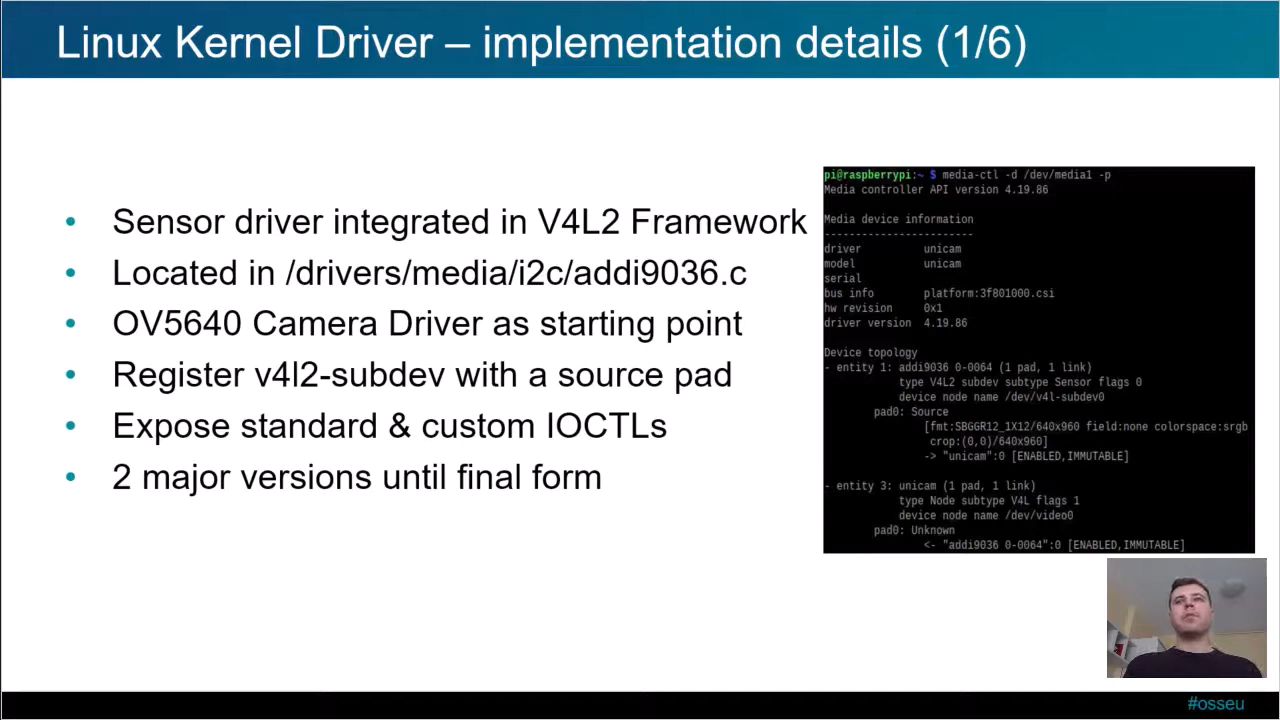 Linux Kernel Driver – implementation details (1/6)
• Sensor driver integrated in V4L2 Framework
• Located in /drivers/media/i2c/addi9036.c
• OV5640 Camera Driver as starting point
• Register v4l2-subdev with a source pad
• Expose standard & custom IOCTLs
• 2 major versions until final form
pi@raspberrypi:~ $ media-ctl -d /dev/media1 -p
Media controller API version 4.19.86
Media device information
------------------------
driver          unicam
model           unicam
serial
bus info        platform:3f801000.csi
hw revision     0x1
driver version  4.19.86
Device topology
- entity 1: addi9036 0-0064 (1 pad, 1 link)
            type V4L2 subdev subtype Sensor flags 0
            device node name /dev/v4l-subdev0
        pad0: Source
                [fmt:SBGGR12_1X12/640x960 field:none colorspace:srgb
                 crop:(0,0)/640x960]
                -> "unicam":0 [ENABLED,IMMUTABLE]
- entity 3: unicam (1 pad, 1 link)
            type Node subtype V4L flags 1
            device node name /dev/video0
        pad0: Unknown
                <- "addi9036 0-0064":0 [ENABLED,IMMUTABLE]
#osseu